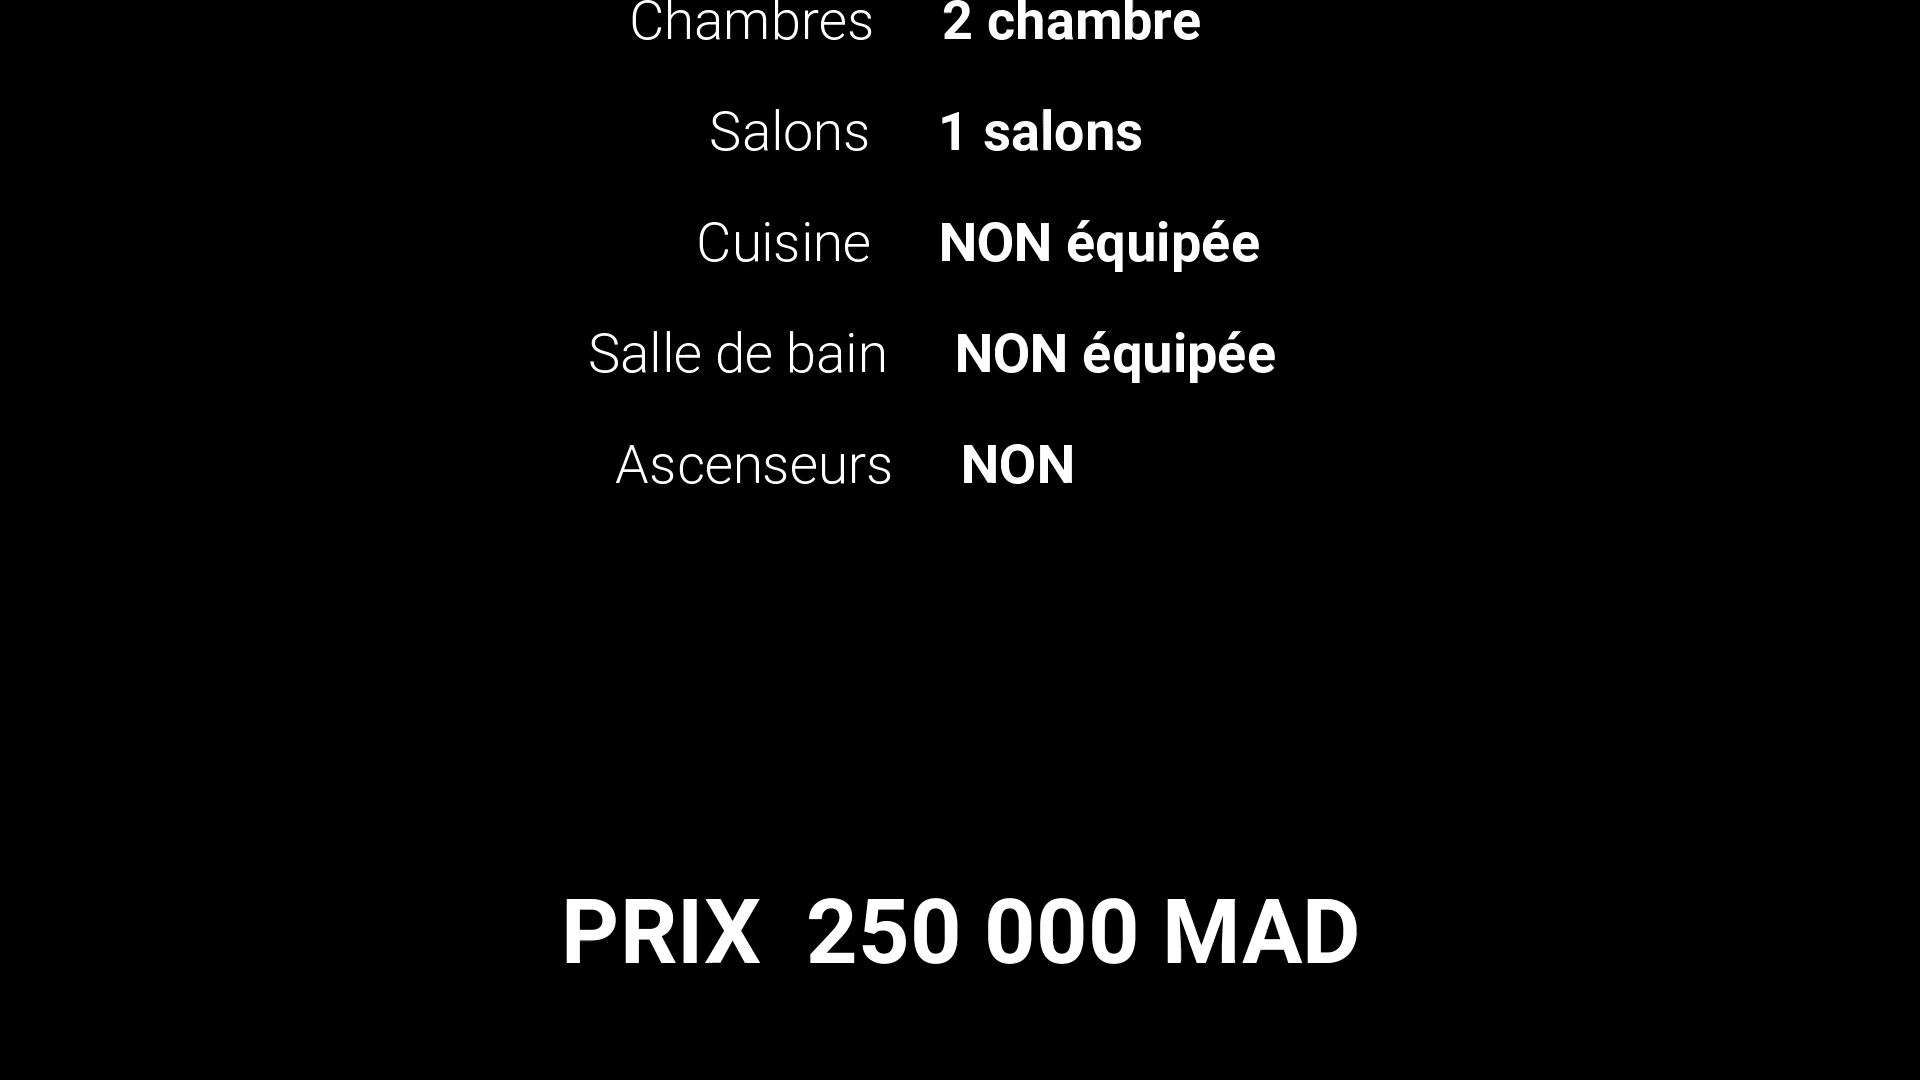 Chambres 2 chambre
Salons 1 salons
Cuisine NON équipée
Salle de bain NON équipée
Ascenseurs NON
PRIX 250 000 MAD